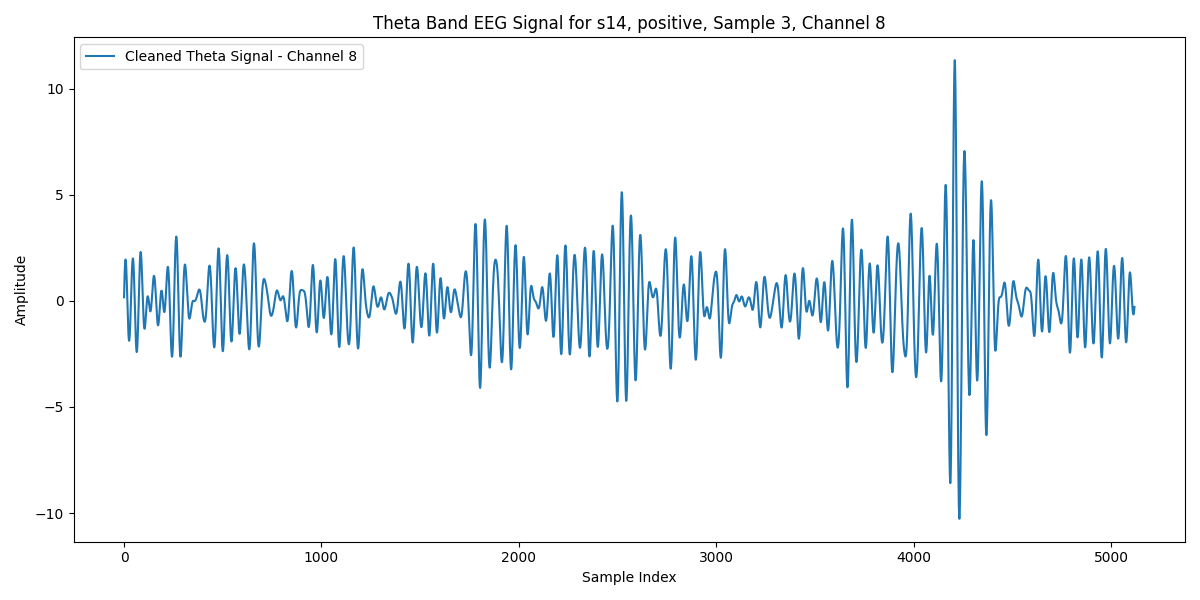 Theta Band EEG Signal for s14, positive, Sample 3, Channel 8
Cleaned Theta Signal - Channel 8
Amplitude
10
5
0
−5
−10
0 1000 2000 3000 4000 5000
Sample Index